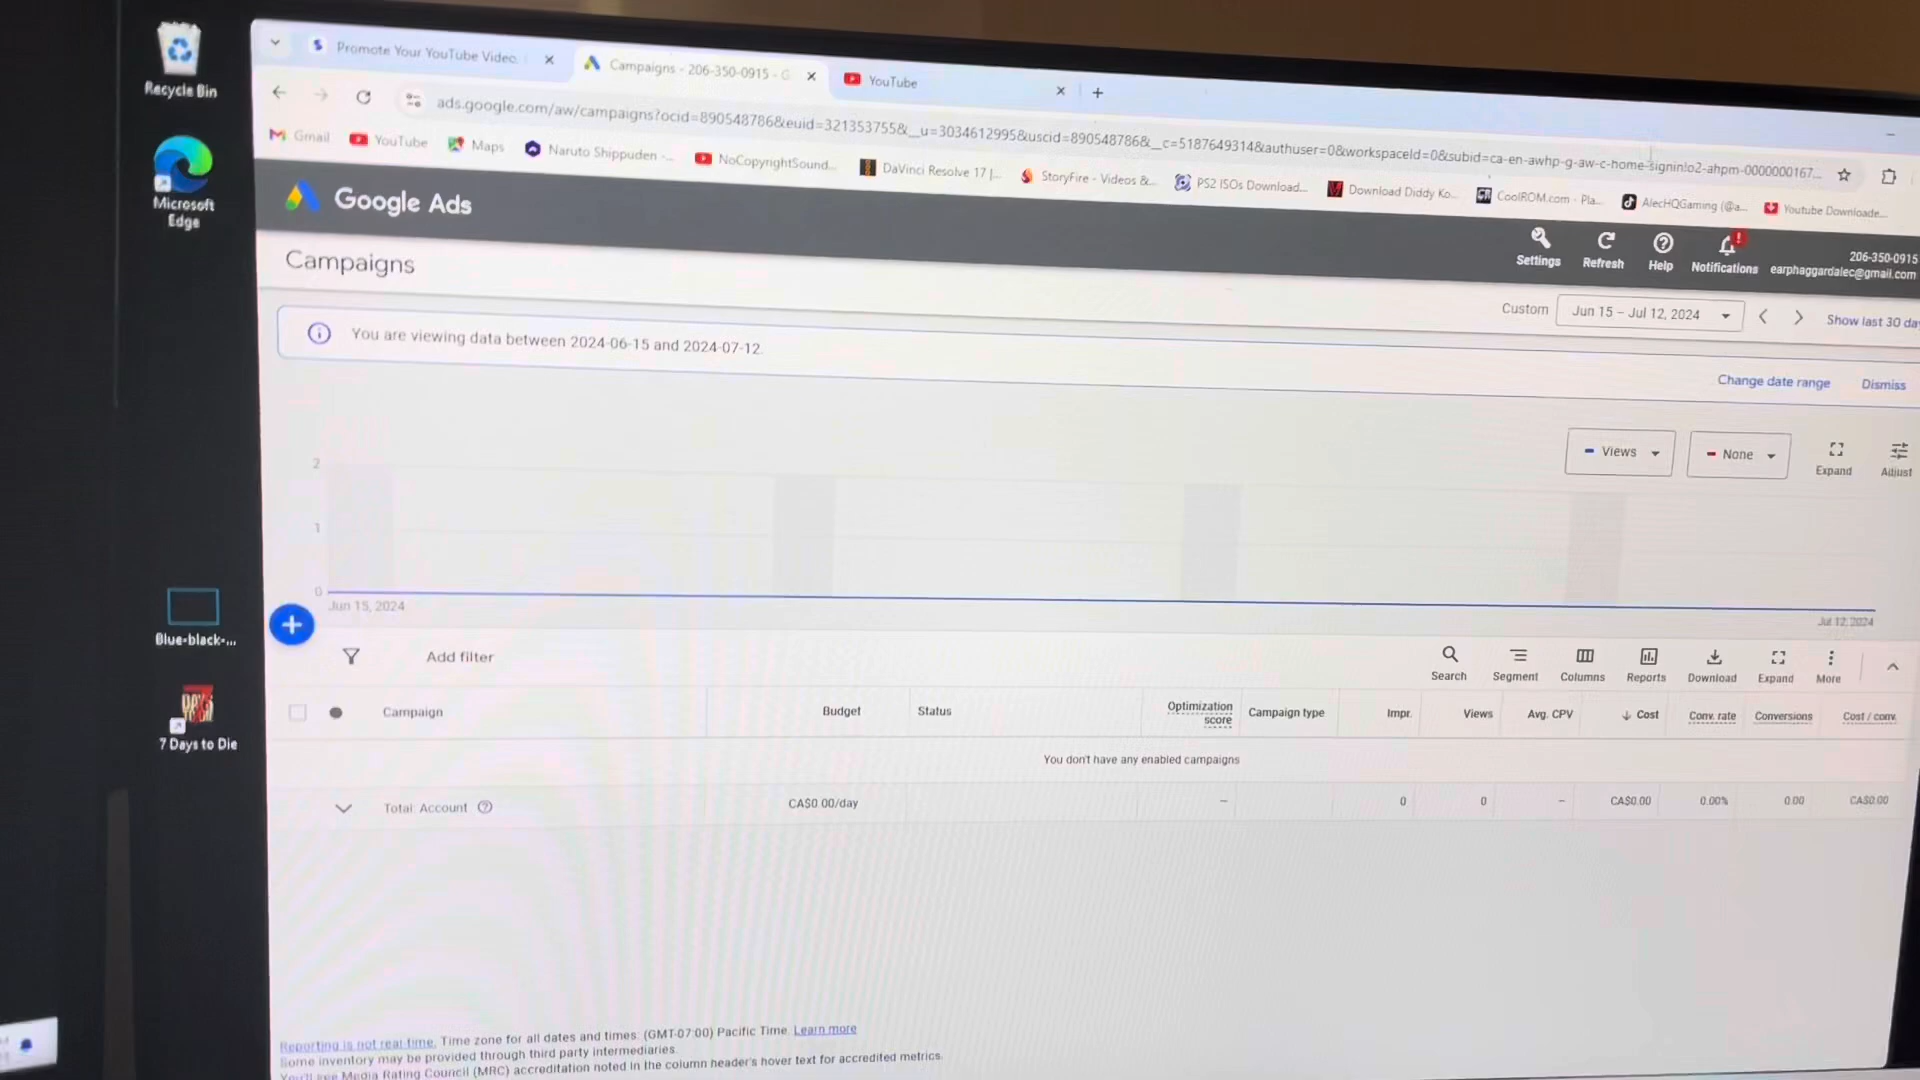 Recycle Bin
Microsoft
Edge
Blue-black-...
7 Days to Die
Promote Your YouTube Video
Campaigns - 206-350-0915 - G
YouTube
ads.google.com/aw/campaigns?ocid=890548786&euid=321353755&__u=3034612995&uscid=890548786&__c=5187649314&authuser=0&workspaceId=0&subid=ca-en-awhp-g-aw-c-home-signin!o2-ahpm-0000000167...
Gmail
YouTube
Maps
Naruto Shippuden -...
NoCopyrightSound...
DaVinci Resolve 17 |...
StoryFire - Videos &...
PS2 ISOs Download...
Download Diddy Ko...
CoolROM.com - Pla...
AlecHQGaming (@a...
Youtube Downloade...
Google Ads
Settings
Refresh
Help
Notifications
206-350-0915
earphaggardalec@gmail.com
Campaigns
Custom
Jun 15 – Jul 12, 2024
Show last 30 da
You are viewing data between 2024-06-15 and 2024-07-12.
Change date range
Dismiss
Views
None
Expand
Adjust
2
1
0
Jun 15, 2024
Jul 12, 2024
Add filter
Search
Segment
Columns
Reports
Download
Expand
More
Campaign
Budget
Status
Optimization
score
Campaign type
Impr.
Views
Avg. CPV
Cost
Conv. rate
Conversions
Cost / conv.
You don't have any enabled campaigns
Total: Account
CA$0.00/day
–
0
0
–
CA$0.00
0.00%
0.00
CA$0.00
Reporting is not real time. Time zone for all dates and times: (GMT-07:00) Pacific Time. Learn more
Some inventory may be provided through third party intermediaries.
You'll see Media Rating Council (MRC) accreditation noted in the column header's hover text for accredited metrics.